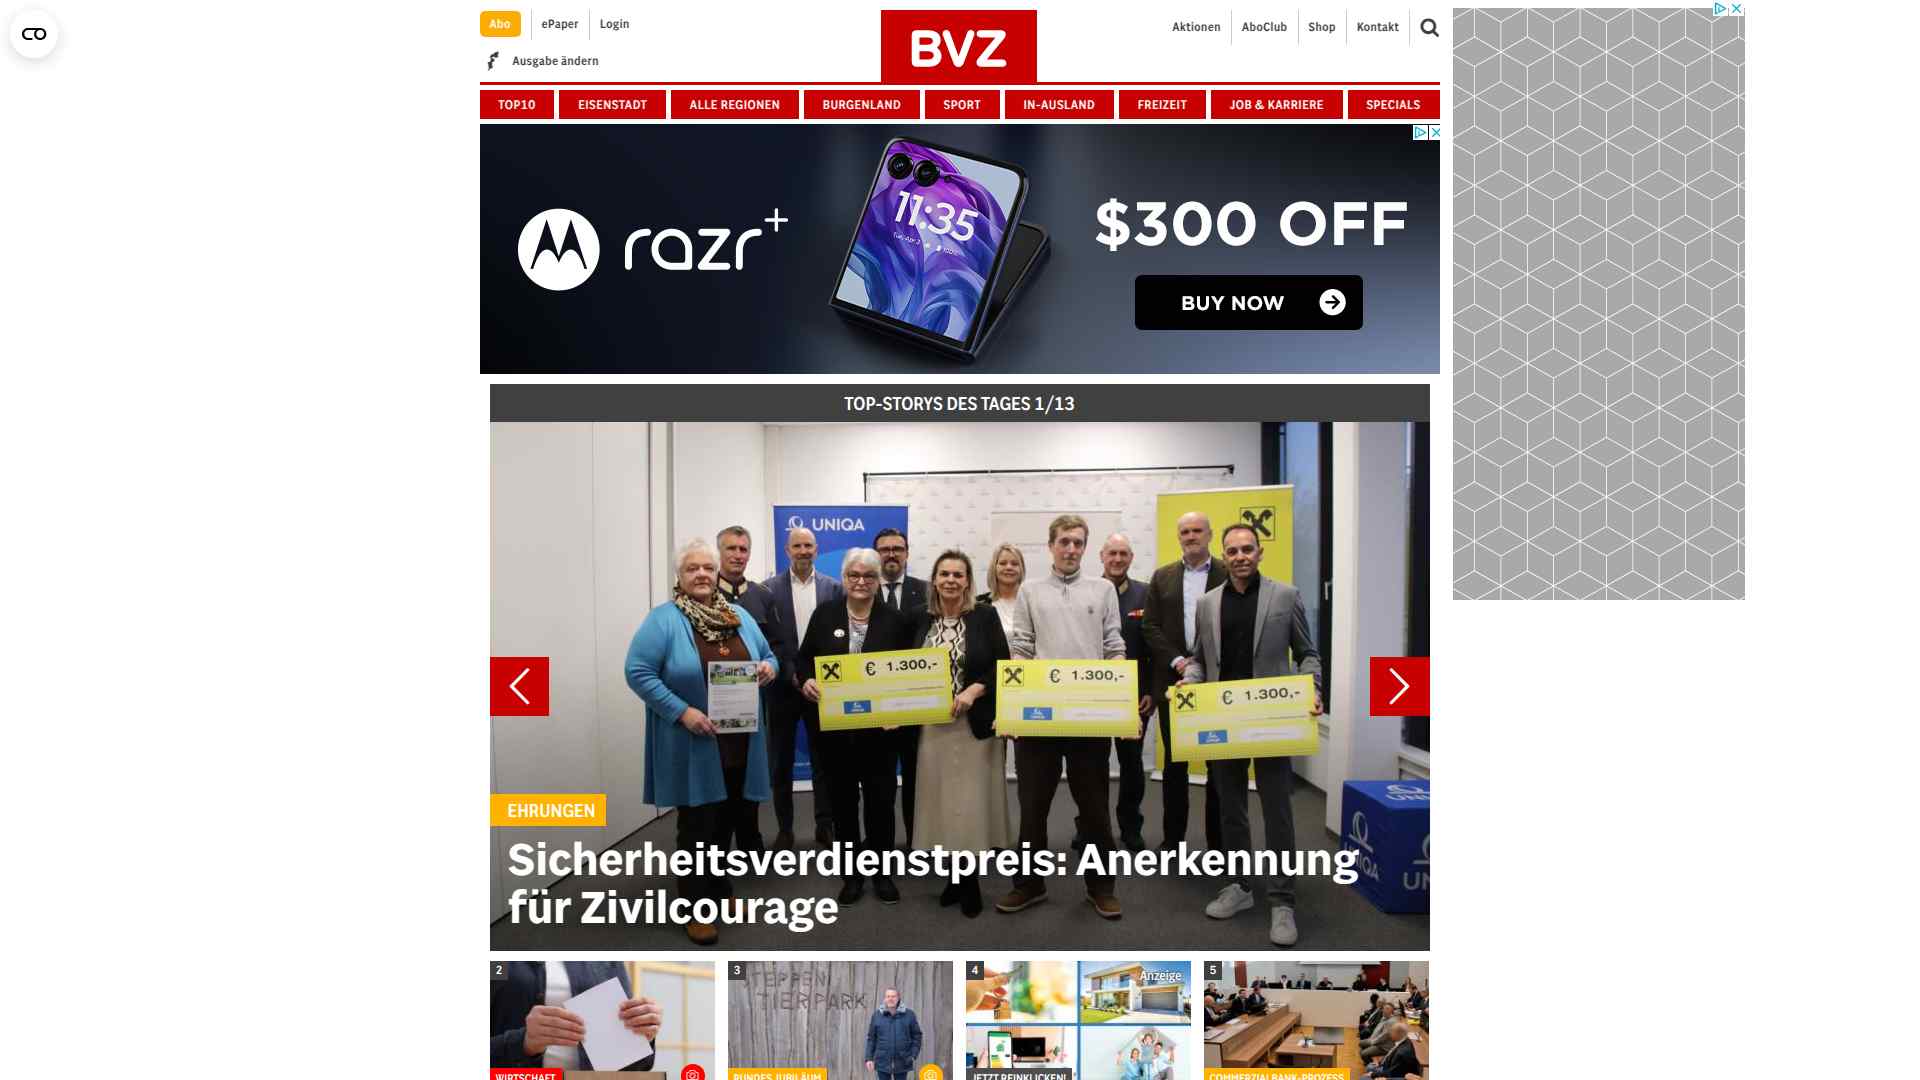 Abo
ePaper
Login
Ausgabe ändern
BVZ
Aktionen
AboClub
Shop
Kontakt
TOP10
EISENSTADT
ALLE REGIONEN
BURGENLAND
SPORT
IN-AUSLAND
FREIZEIT
JOB & KARRIERE
SPECIALS
razr+
11:35
$300 OFF
BUY NOW
TOP-STORYS DES TAGES 1/13
UNIQA
€ 1.300,-
€ 1.300,-
€ 1.300,-
UNIQA
EHRUNGEN
Sicherheitsverdienstpreis: Anerkennung
für Zivilcourage
2
WIRTSCHAFT
3
STEPPEN
TIERPARK
RUNDES JUBILÄUM
4
Anzeige
JETZT REINKLICKEN!
5
COMMERZIALBANK-PROZESS